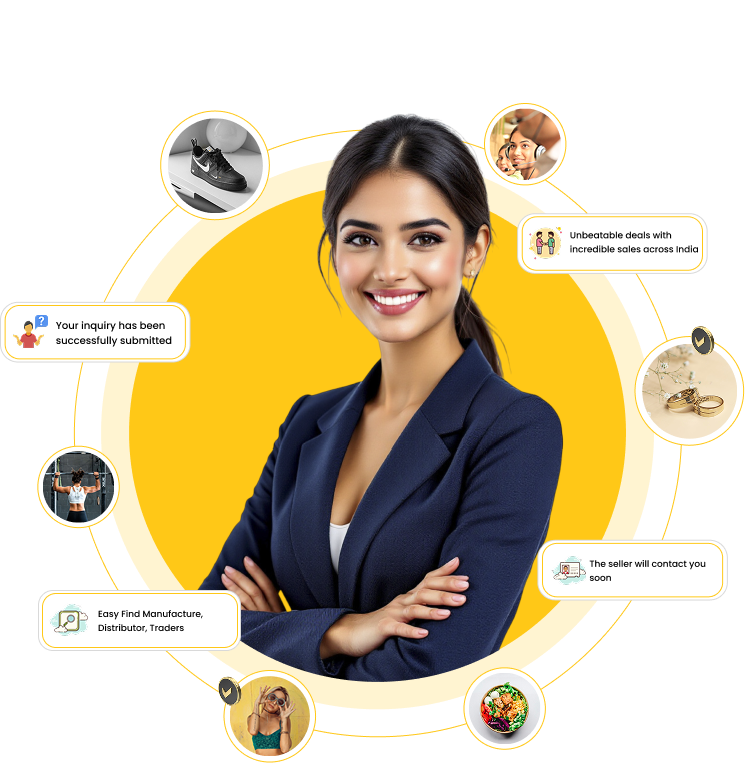 Unbeatable deals with
incredible sales across India
?
Your inquiry has been
successfully submitted
The seller will contact you
soon
Easy Find Manufacture,
Distributor, Traders